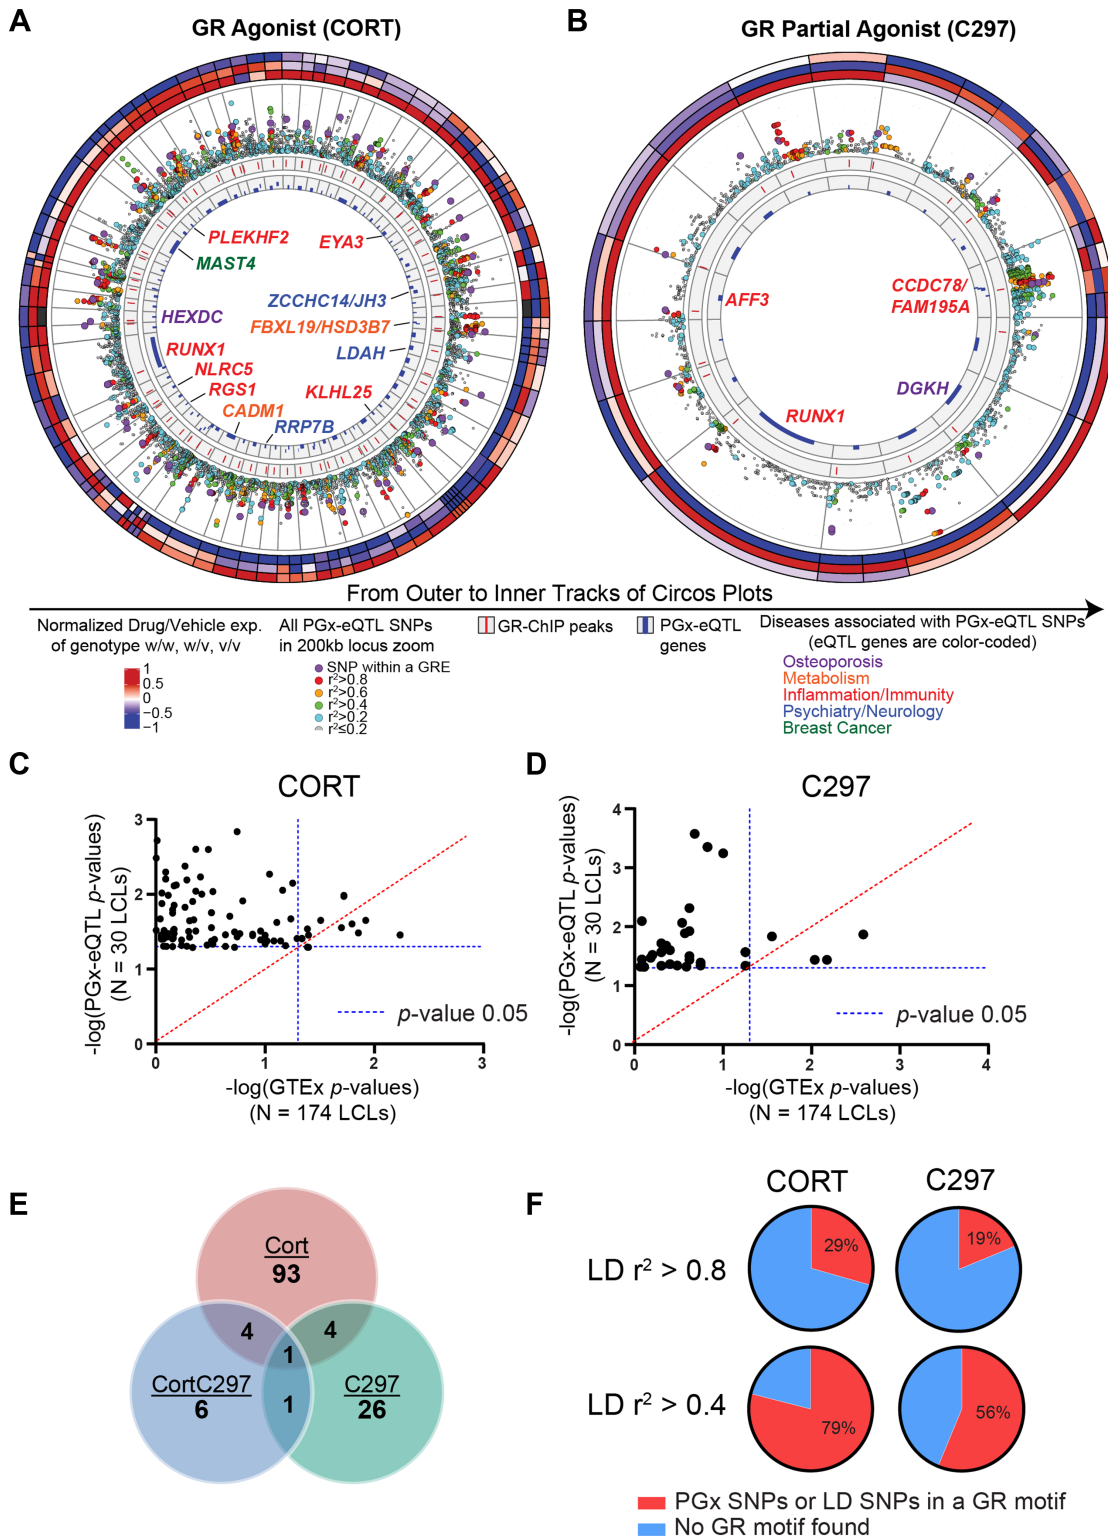 A
GR Agonist (CORT)
B
GR Partial Agonist (C297)
PLEKHF2
MAST4
EYA3
ZCCHC14/JH3
HEXDC
FBXL19/HSD3B7
LDAH
RUNX1
NLRC5
RGS1
KLHL25
CADM1
RRP7B
AFF3
CCDC78/
FAM195A
DGKH
RUNX1
From Outer to Inner Tracks of Circos Plots
Normalized Drug/Vehicle exp.
of genotype w/w, w/v, v/v
1
0.5
0
−0.5
−1
All PGx-eQTL SNPs
in 200kb locus zoom
SNP within a GRE
r²>0.8
r²>0.6
r²>0.4
r²>0.2
r²≤0.2
GR-ChIP peaks
PGx-eQTL
genes
Diseases associated with PGx-eQTL SNPs
(eQTL genes are color-coded)
Osteoporosis
Metabolism
Inflammation/Immunity
Psychiatry/Neurology
Breast Cancer
C
CORT
-log(PGx-eQTL p-values)
(N = 30 LCLs)
3
2
1
0
0 1 2 3
p-value 0.05
-log(GTEx p-values)
(N = 174 LCLs)
D
C297
-log(PGx-eQTL p-values)
(N = 30 LCLs)
4
3
2
1
0
0 1 2 3 4
p-value 0.05
-log(GTEx p-values)
(N = 174 LCLs)
E
Cort
93
4
4
1
CortC297
6
1
C297
26
F
CORT
C297
LD r² > 0.8
29%
19%
LD r² > 0.4
79%
56%
PGx SNPs or LD SNPs in a GR motif
No GR motif found